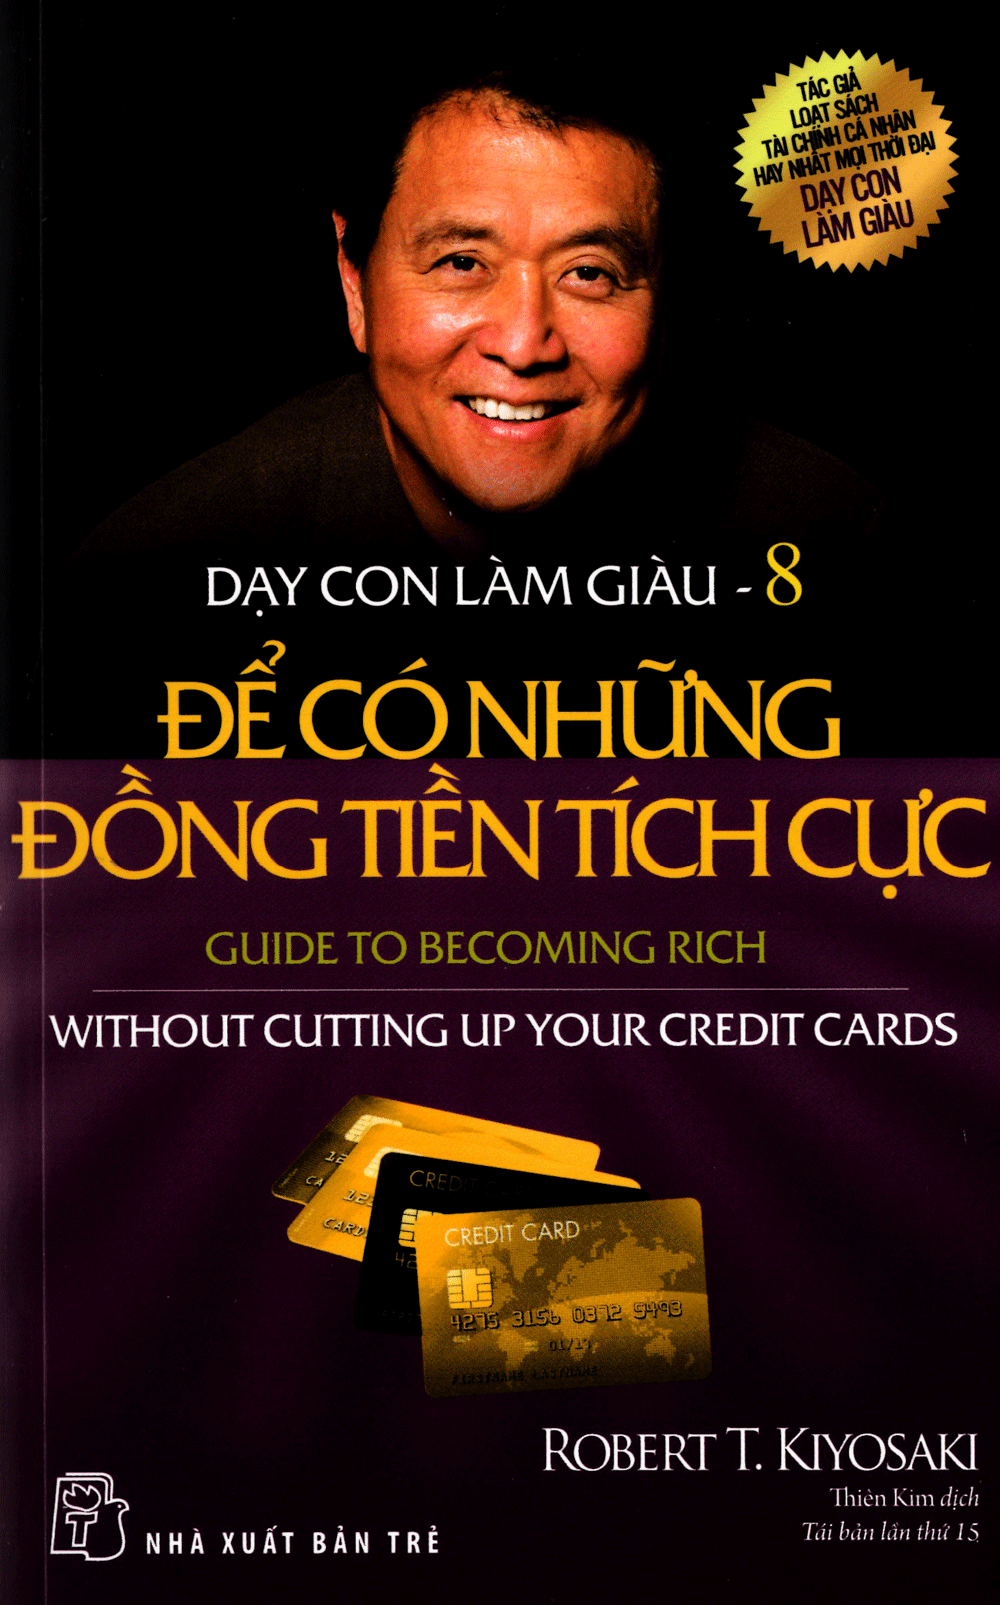 TÁC GIẢ
LOẠT SÁCH
TÀI CHÍNH CÁ NHÂN
HAY NHẤT MỌI THỜI ĐẠI
DẠY CON
LÀM GIÀU
DẠY CON LÀM GIÀU - 8
ĐỂ CÓ NHỮNG
ĐỒNG TIỀN TÍCH CỰC
GUIDE TO BECOMING RICH
WITHOUT CUTTING UP YOUR CREDIT CARDS
CREDIT
CREDIT CARD
4275 3156 0372 5493
FIRSTNAME LASTNAME
ROBERT T. KIYOSAKI
Thiên Kim dịch
Tái bản lần thứ 15
T
NHÀ XUẤT BẢN TRẺ